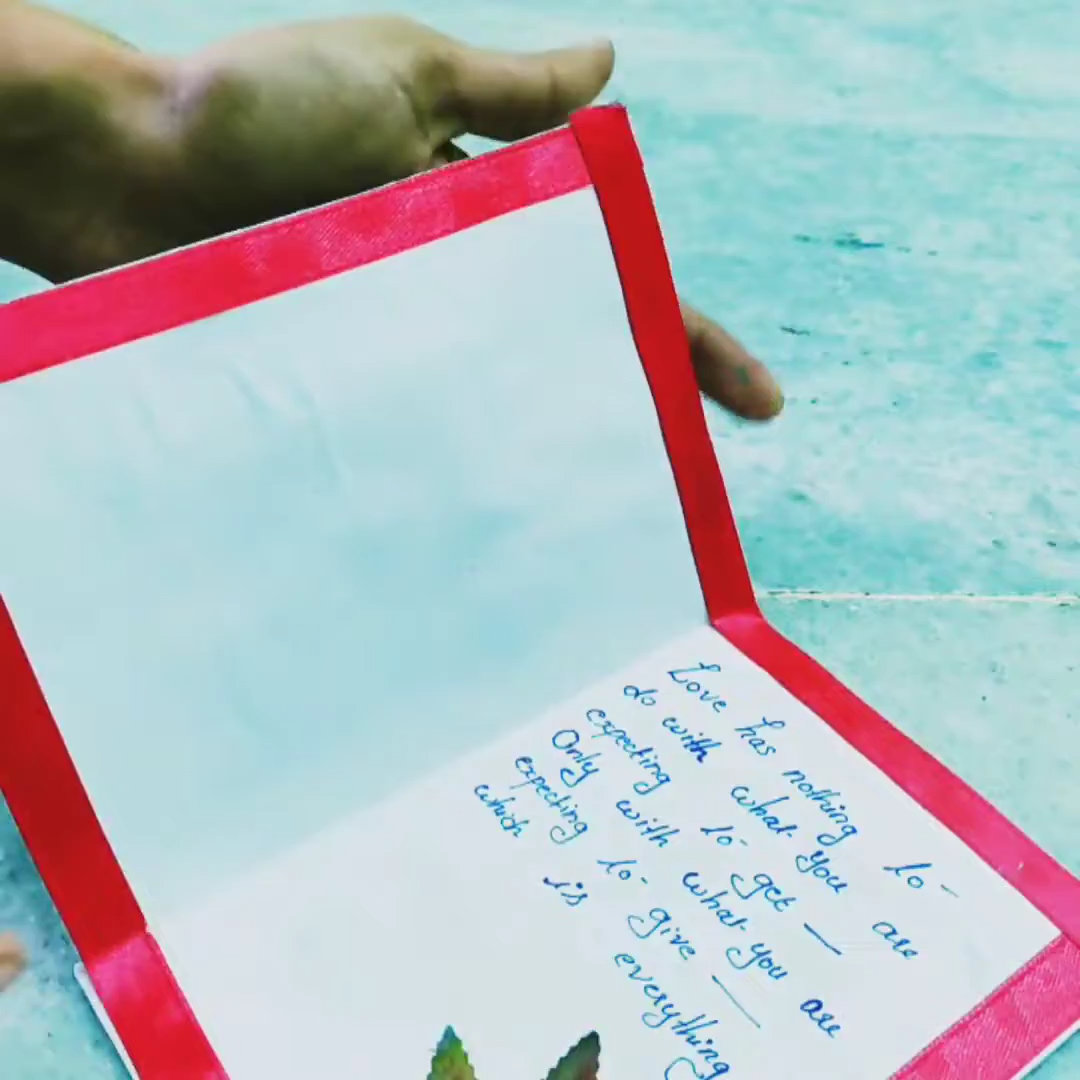 Love has nothing to
do with what you are
expecting to get —
Only with what you are
expecting to give —
which is everything